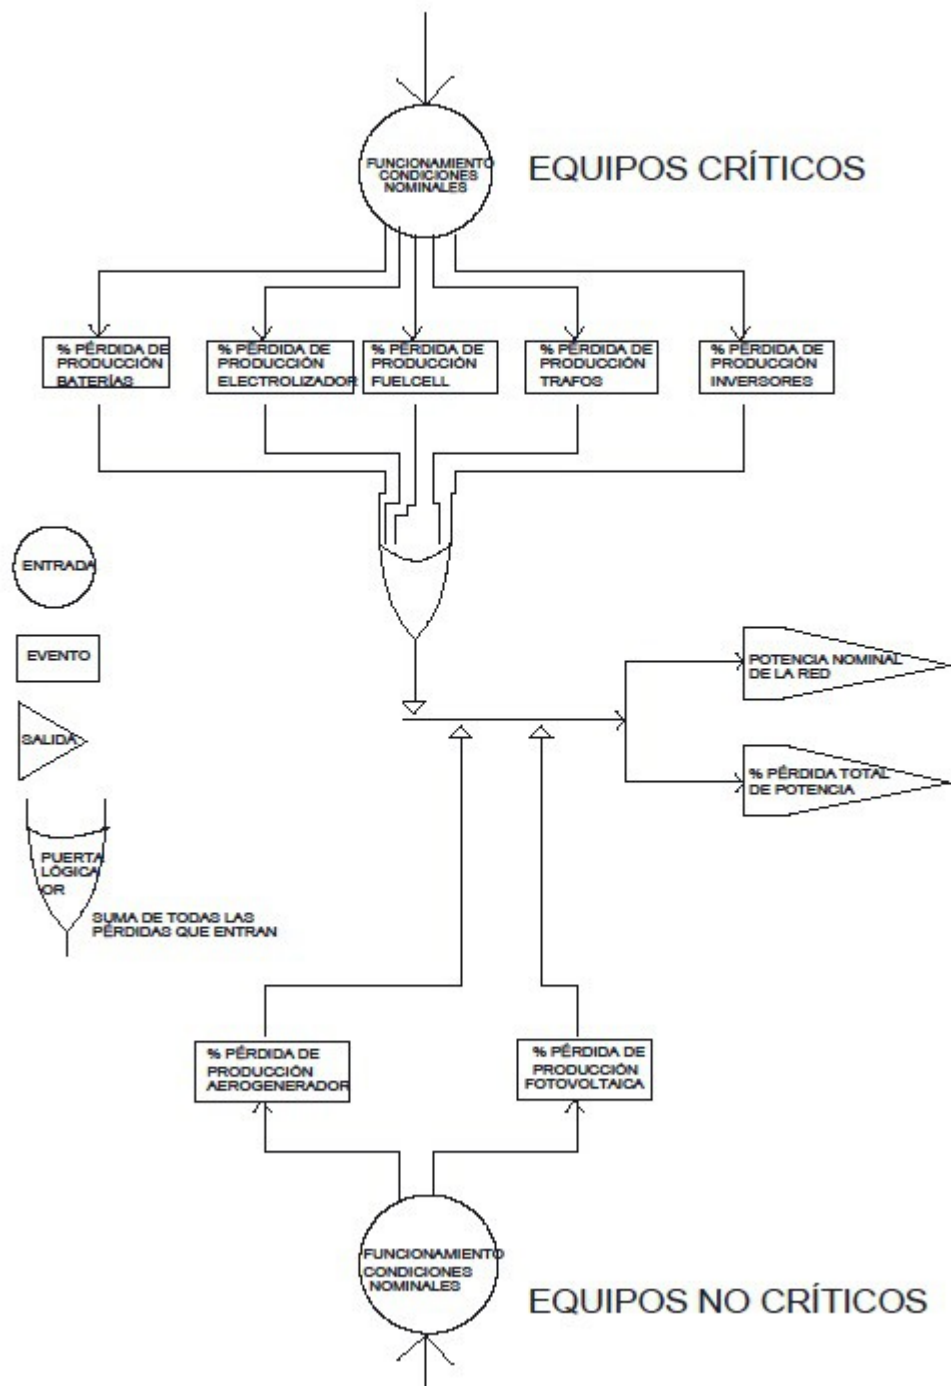 FUNCIONAMIENTO
CONDICIONES
NOMINALES
EQUIPOS CRÍTICOS
% PÉRDIDA DE
PRODUCCIÓN
BATERÍAS
% PÉRDIDA DE
PRODUCCIÓN
ELECTROLIZADOR
% PÉRDIDA DE
PRODUCCIÓN
FUELCELL
% PÉRDIDA DE
PRODUCCIÓN
TRAFOS
% PÉRDIDA DE
PRODUCCIÓN
INVERSORES
ENTRADA
EVENTO
SALIDA
PUERTA
LÓGICA
OR
SUMA DE TODAS LAS
PÉRDIDAS QUE ENTRAN
POTENCIA NOMINAL
DE LA RED
% PÉRDIDA TOTAL
DE POTENCIA
% PÉRDIDA DE
PRODUCCIÓN
AEROGENERADOR
% PÉRDIDA DE
PRODUCCIÓN
FOTOVOLTAICA
FUNCIONAMIENTO
CONDICIONES
NOMINALES
EQUIPOS NO CRÍTICOS